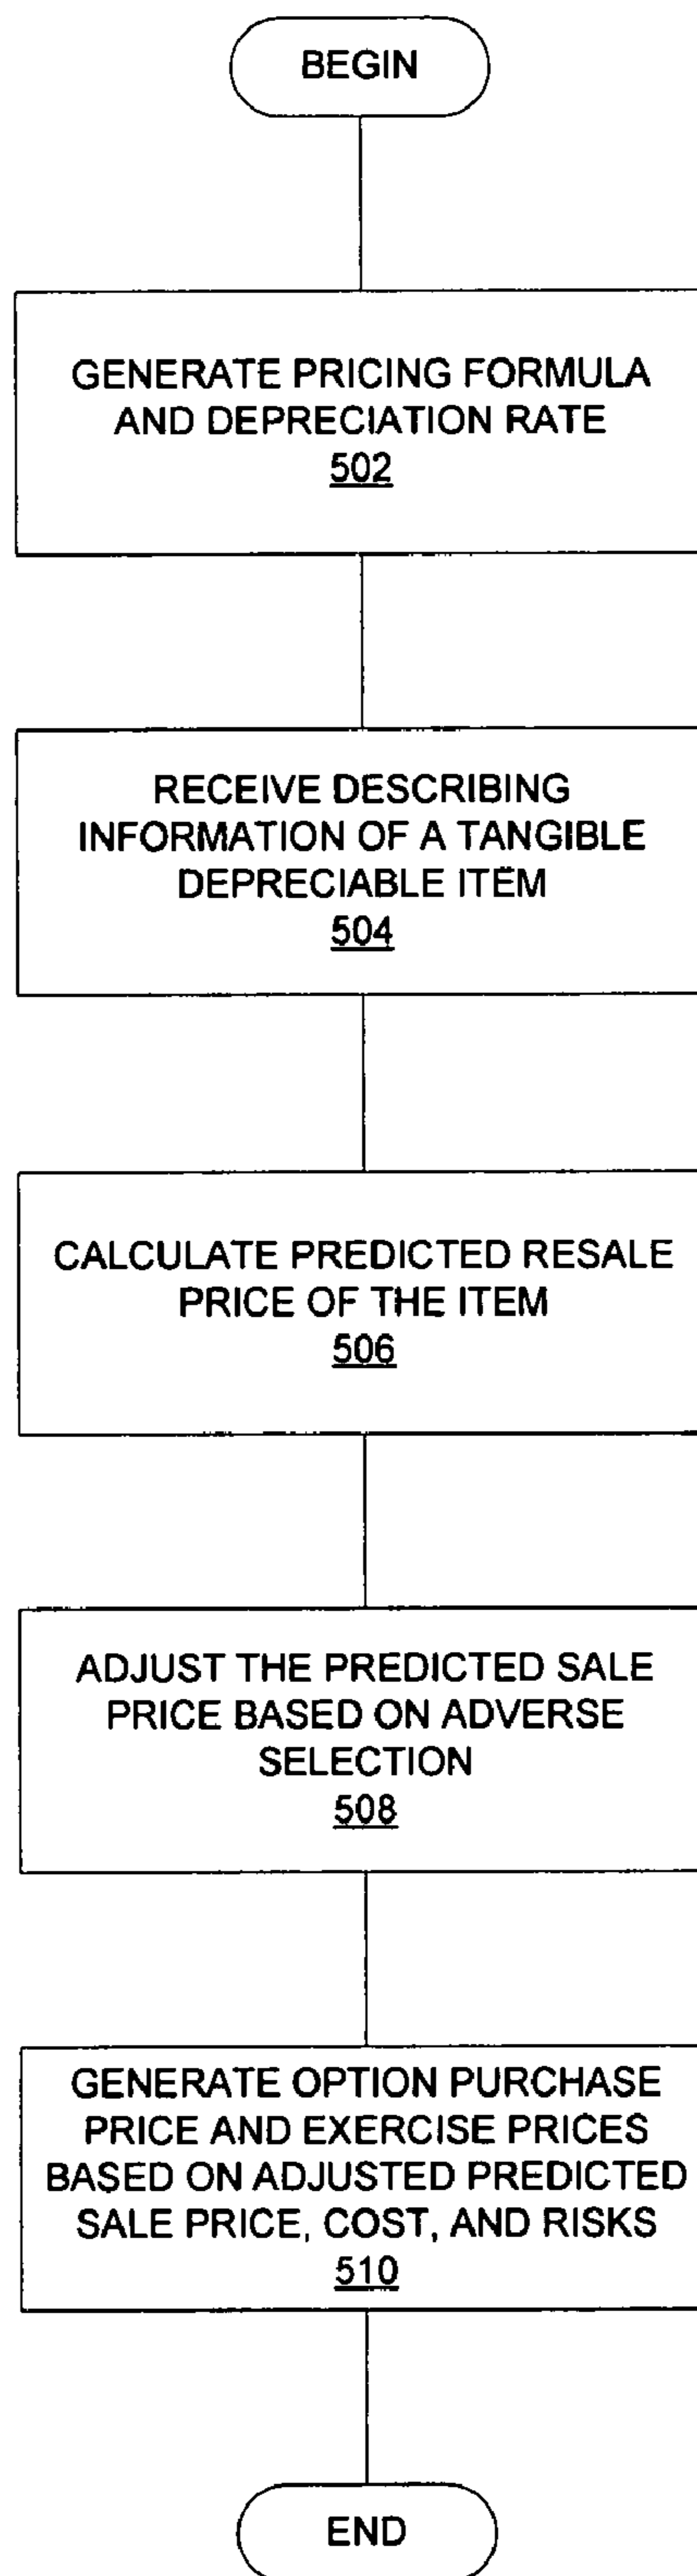 BEGIN
GENERATE PRICING FORMULA
AND DEPRECIATION RATE
502
RECEIVE DESCRIBING
INFORMATION OF A TANGIBLE
DEPRECIABLE ITEM
504
CALCULATE PREDICTED RESALE
PRICE OF THE ITEM
506
ADJUST THE PREDICTED SALE
PRICE BASED ON ADVERSE
SELECTION
508
GENERATE OPTION PURCHASE
PRICE AND EXERCISE PRICES
BASED ON ADJUSTED PREDICTED
SALE PRICE, COST, AND RISKS
510
END